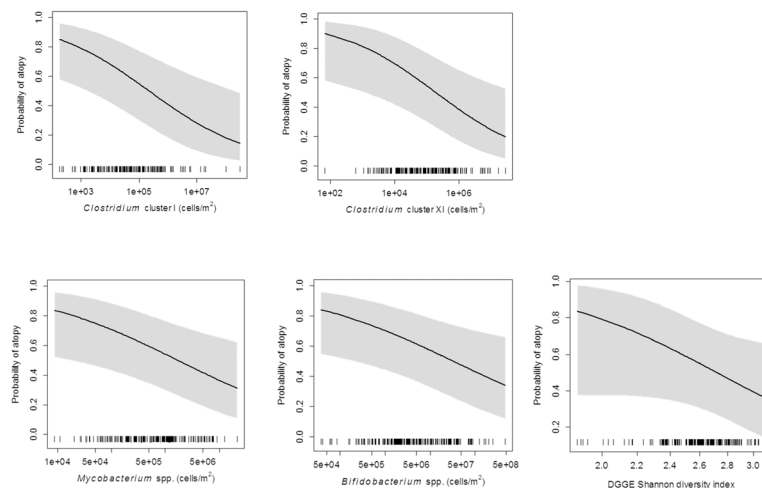 Probability of atopy
0.0 0.2 0.4 0.6 0.8 1.0
1e+03 1e+05 1e+07
Clostridium cluster I (cells/m²)
Probability of atopy
0.0 0.2 0.4 0.6 0.8 1.0
1e+02 1e+04 1e+06
Clostridium cluster XI (cells/m²)
Probability of atopy
0.0 0.2 0.4 0.6 0.8 1.0
1e+04 5e+04 5e+05 5e+06
Mycobacterium spp. (cells/m²)
Probability of atopy
0.0 0.2 0.4 0.6 0.8 1.0
5e+04 5e+05 5e+06 5e+07 5e+08
Bifidobacterium spp. (cells/m²)
Probability of atopy
0.2 0.4 0.6 0.8 1.0
2.0 2.2 2.4 2.6 2.8 3.0
DGGE Shannon diversity index